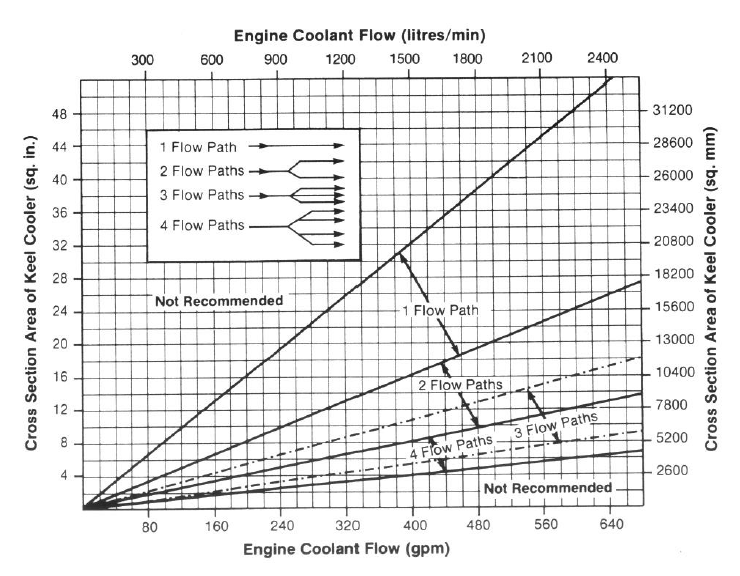 Engine Coolant Flow (litres/min)
300 600 900 1200 1500 1800 2100 2400
Cross Section Area of Keel Cooler (sq. in.)
48
44
40
36
32
28
24
20
16
12
8
4
1 Flow Path
2 Flow Paths
3 Flow Paths
4 Flow Paths
Not Recommended
1 Flow Path
2 Flow Paths
3 Flow Paths
4 Flow Paths
Not Recommended
31200
28600
26000
23400
20800
18200
15600
13000
10400
7800
5200
2600
Cross Section Area of Keel Cooler (sq. mm)
80 160 240 320 400 480 560 640
Engine Coolant Flow (gpm)